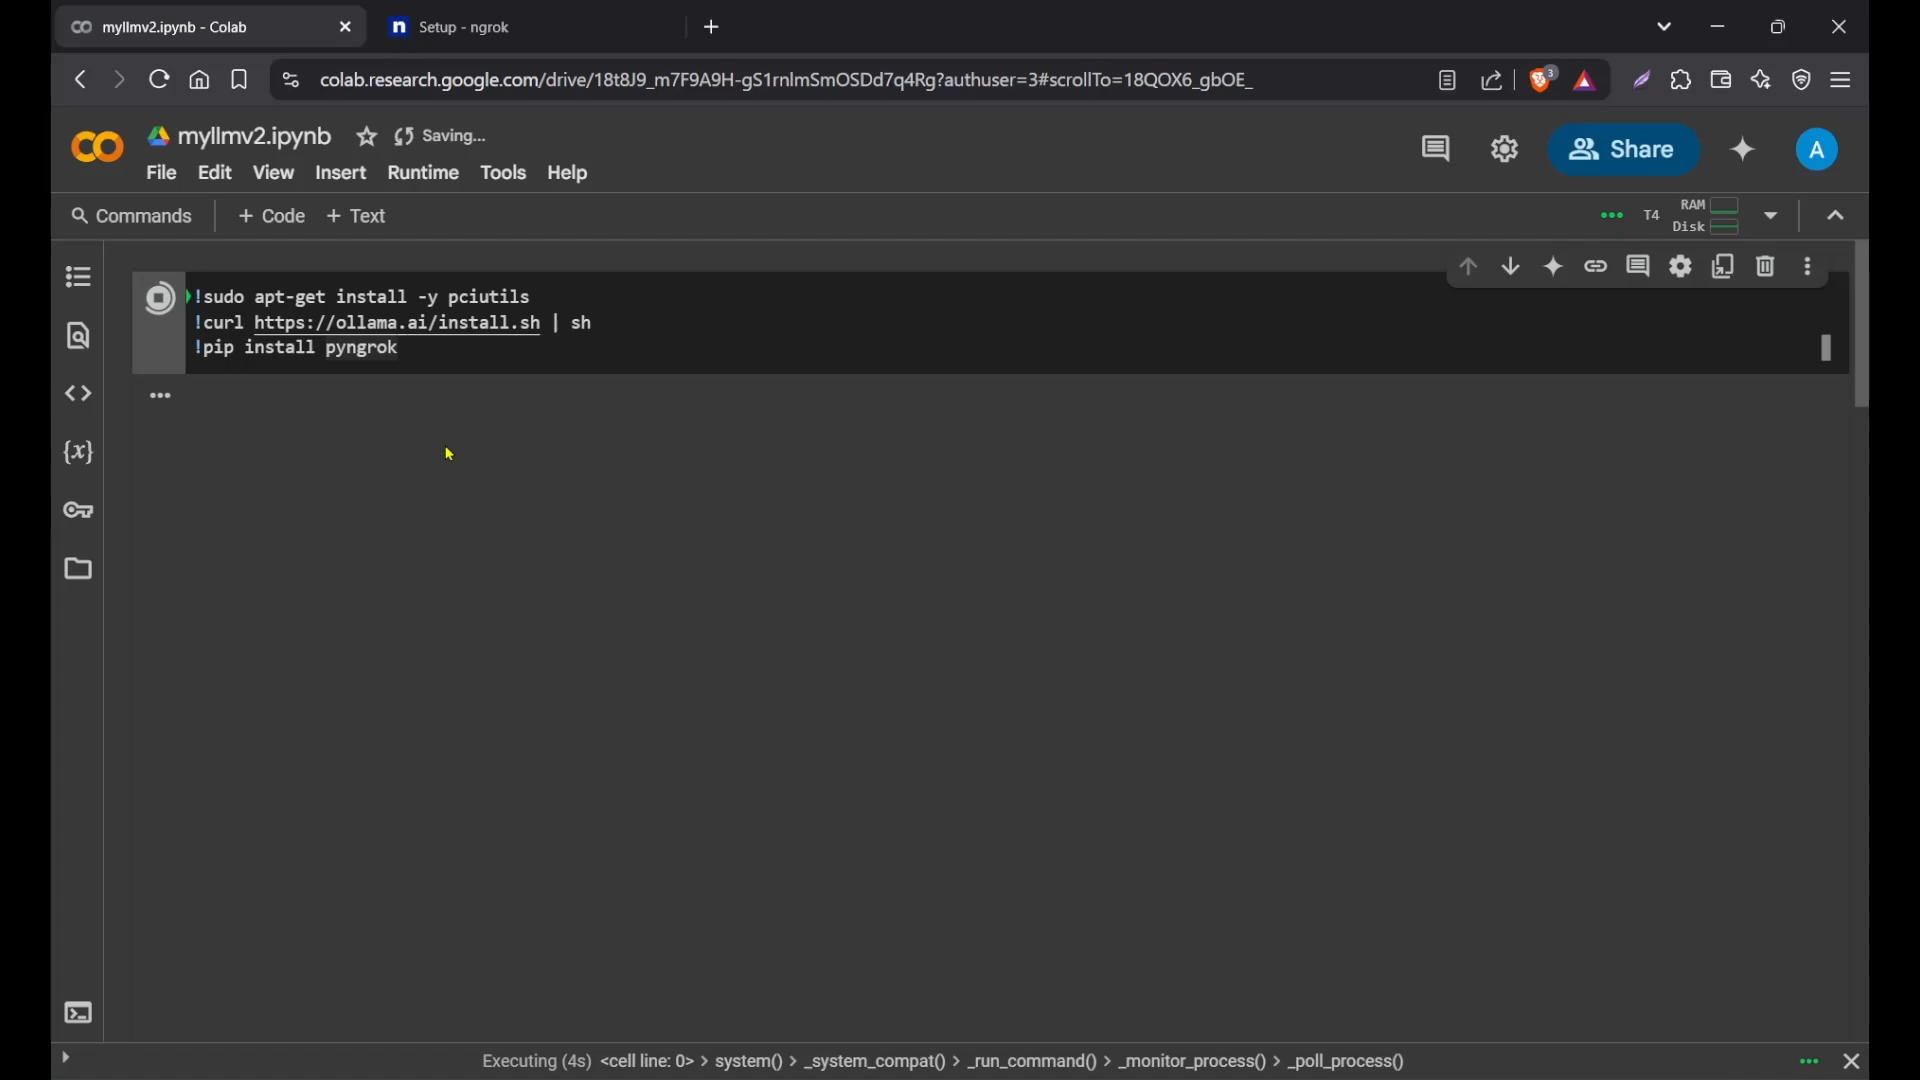 myllmv2.ipynb - Colab
n Setup - ngrok
colab.research.google.com/drive/18t8J9_m7F9A9H-gS1rnlmSmOSDd7q4Rg?authuser=3#scrollTo=18QOX6_gbOE_
3
myllmv2.ipynb Saving...
File Edit View Insert Runtime Tools Help
Share
A
Commands + Code + Text
T4 RAM
Disk
!sudo apt-get install -y pciutils
!curl https://ollama.ai/install.sh | sh
!pip install pyngrok
{x}
Executing (4s) <cell line: 0> > system() > _system_compat() > _run_command() > _monitor_process() > _poll_process()